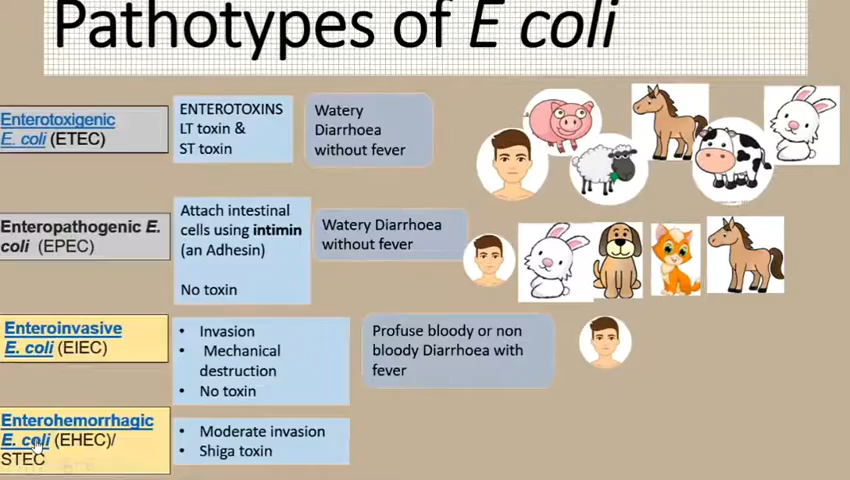 Pathotypes of E coli
Enterotoxigenic
E. coli (ETEC)
ENTEROTOXINS
LT toxin &
ST toxin
Watery
Diarrhoea
without fever
Enteropathogenic E.
coli (EPEC)
Attach intestinal
cells using intimin
(an Adhesin)
No toxin
Watery Diarrhoea
without fever
Enteroinvasive
E. coli (EIEC)
• Invasion
• Mechanical
destruction
• No toxin
Profuse bloody or non
bloody Diarrhoea with
fever
Enterohemorrhagic
E. coli (EHEC)/
STEC
• Moderate invasion
• Shiga toxin